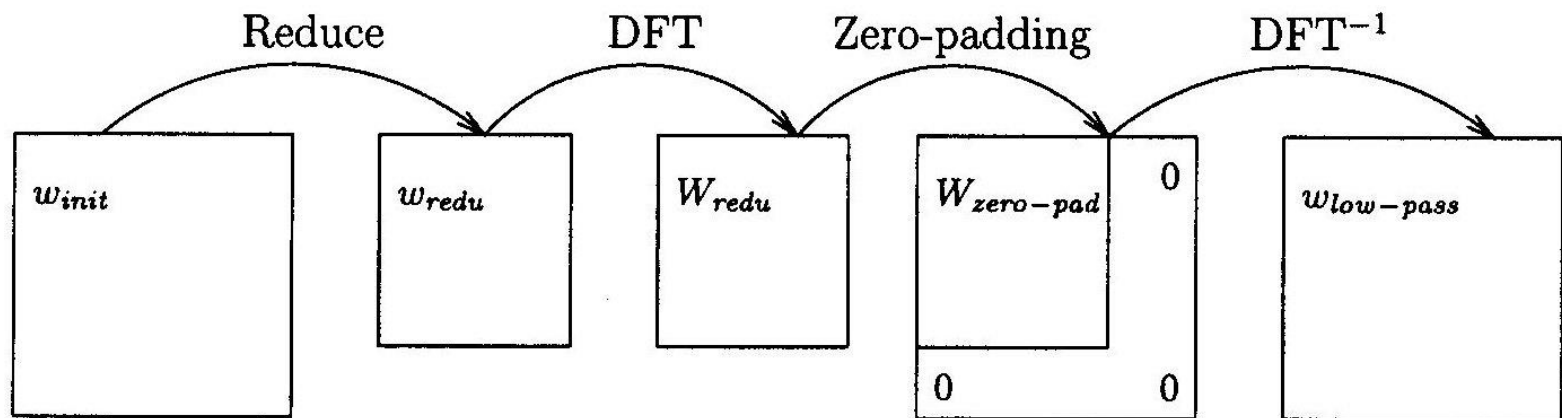 Reduce DFT Zero-padding DFT⁻¹
w_init w_redu W_redu W_zero-pad 0 w_low-pass
0 0